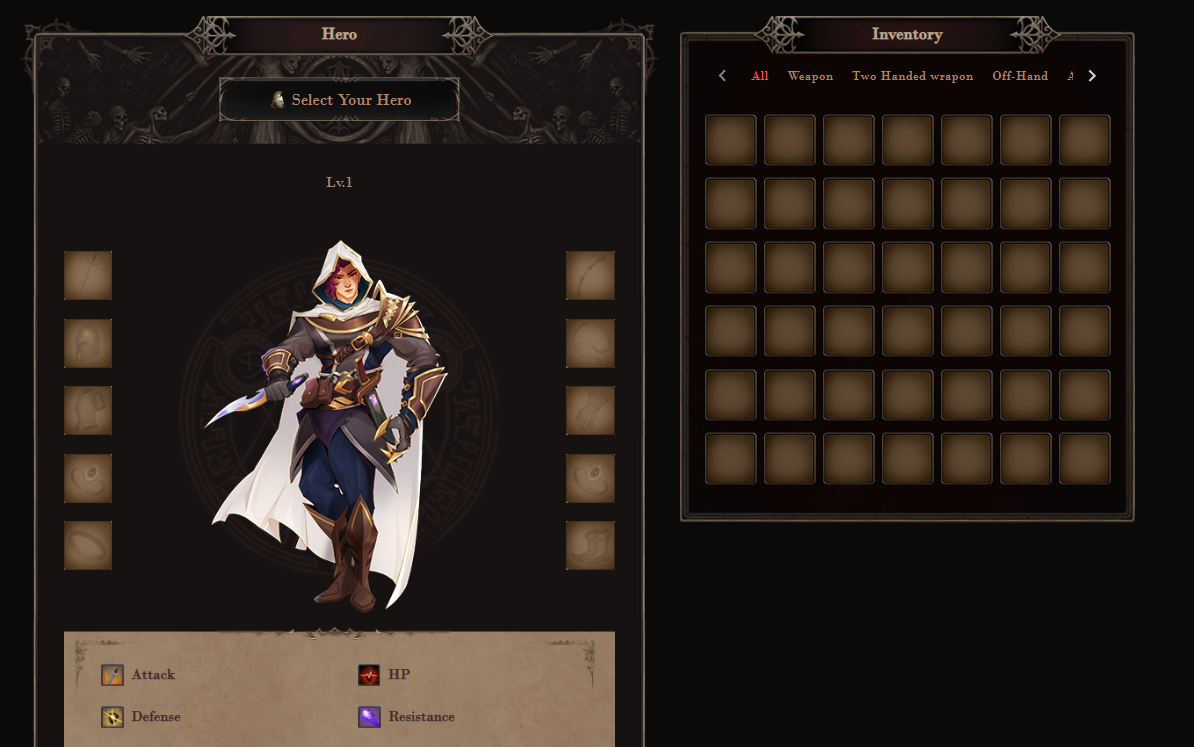 Hero
Select Your Hero
Lv.1
Attack
HP
Defense
Resistance
Inventory
All Weapon Two Handed wrapon Off-Hand